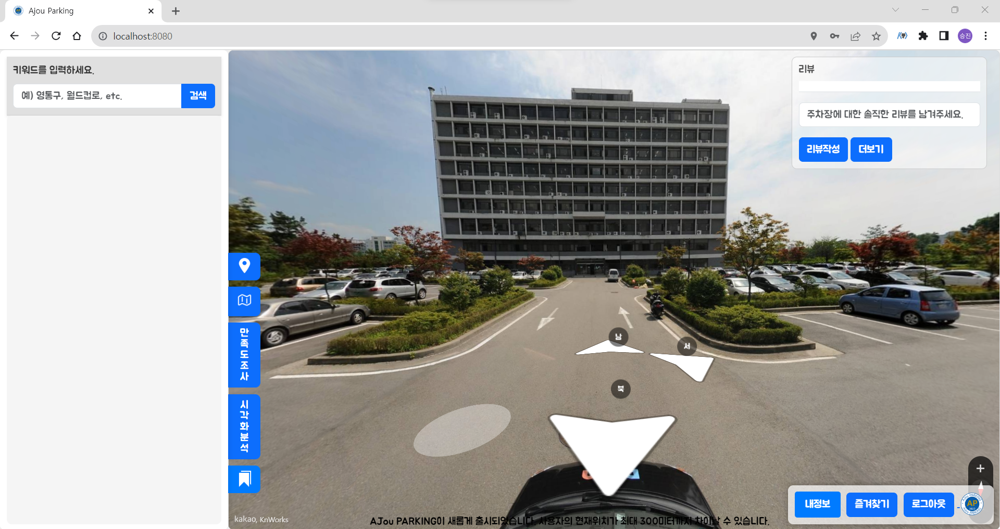 Ajou Parking
localhost:8080
승진
키워드를 입력하세요.
예) 영통구, 월드컵로, etc.
검색
리뷰
주차장에 대한 솔직한 리뷰를 남겨주세요.
리뷰작성
더보기
만족도조사
시각화분석
남
서
북
kakao, KnWorks
AJou PARKING이 새롭게 출시되었습니다. 사용자의 현재위치가 최대 300미터까지 차이날 수 있습니다.
내정보
즐겨찾기
로그아웃
AP